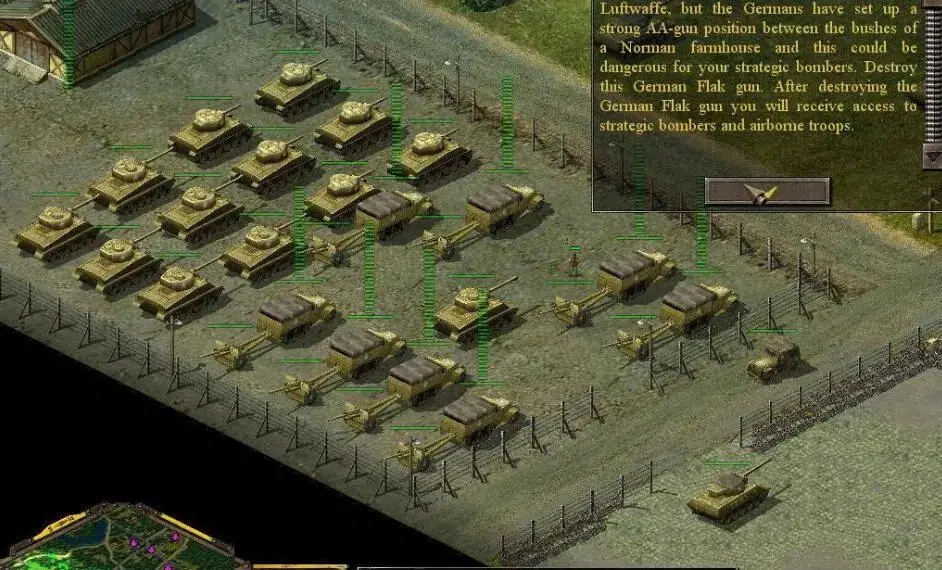 Luftwaffe, but the Germans have set up a
strong AA-gun position between the bushes of
a Norman farmhouse and this could be
dangerous for your strategic bombers. Destroy
this German Flak gun. After destroying the
German Flak gun you will receive access to
strategic bombers and airborne troops.